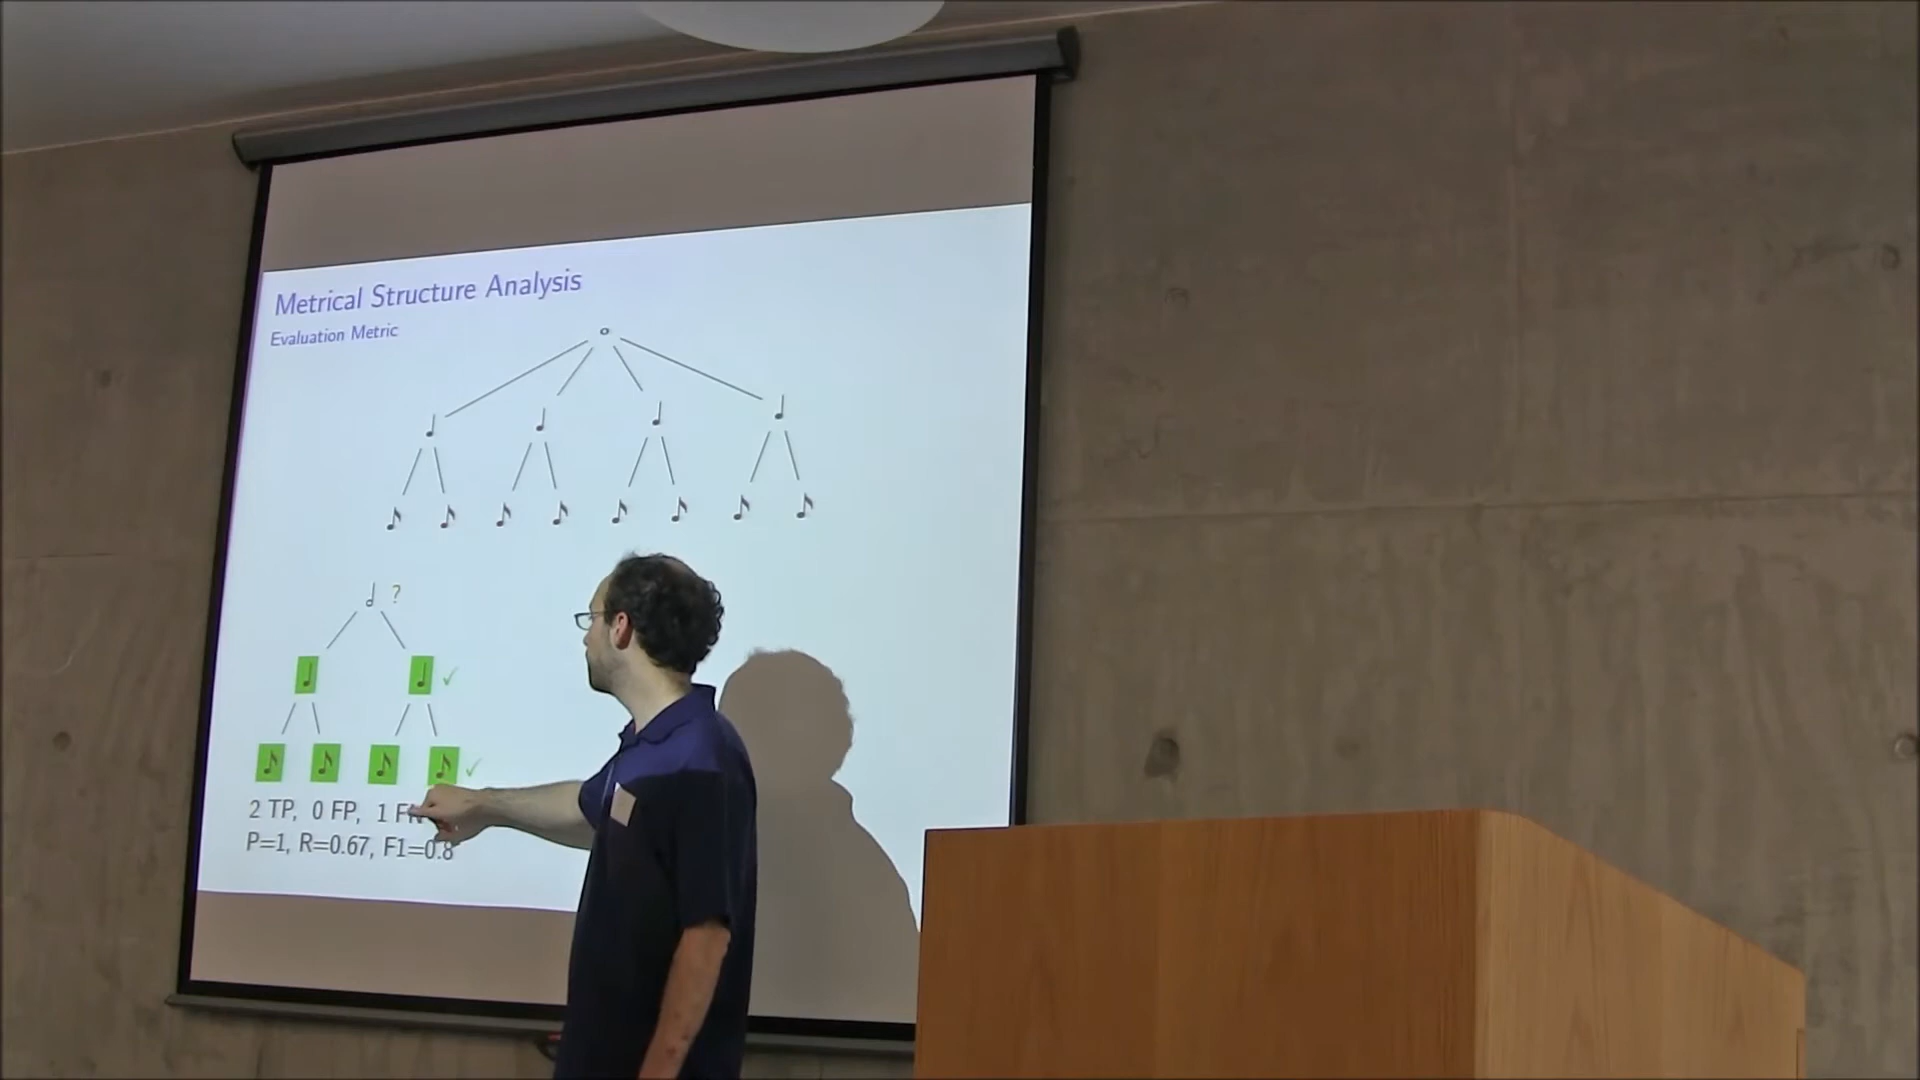 Metrical Structure Analysis
Evaluation Metric
?
✓
✓
2 TP, 0 FP, 1
P=1, R=0.67, F1=0.8